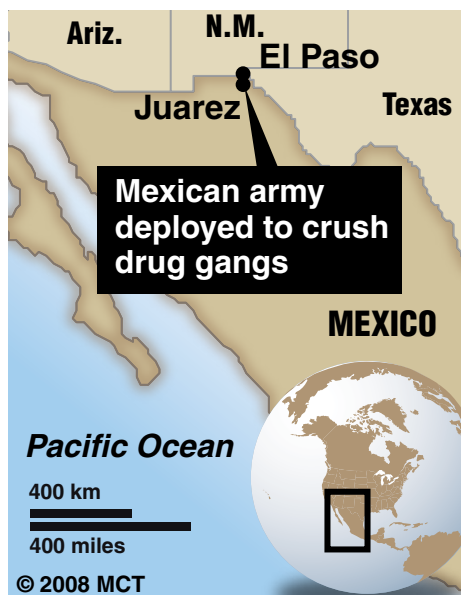 Ariz.
N.M.
El Paso
Juarez
Texas
Mexican army
deployed to crush
drug gangs
MEXICO
Pacific Ocean
400 km
400 miles
© 2008 MCT